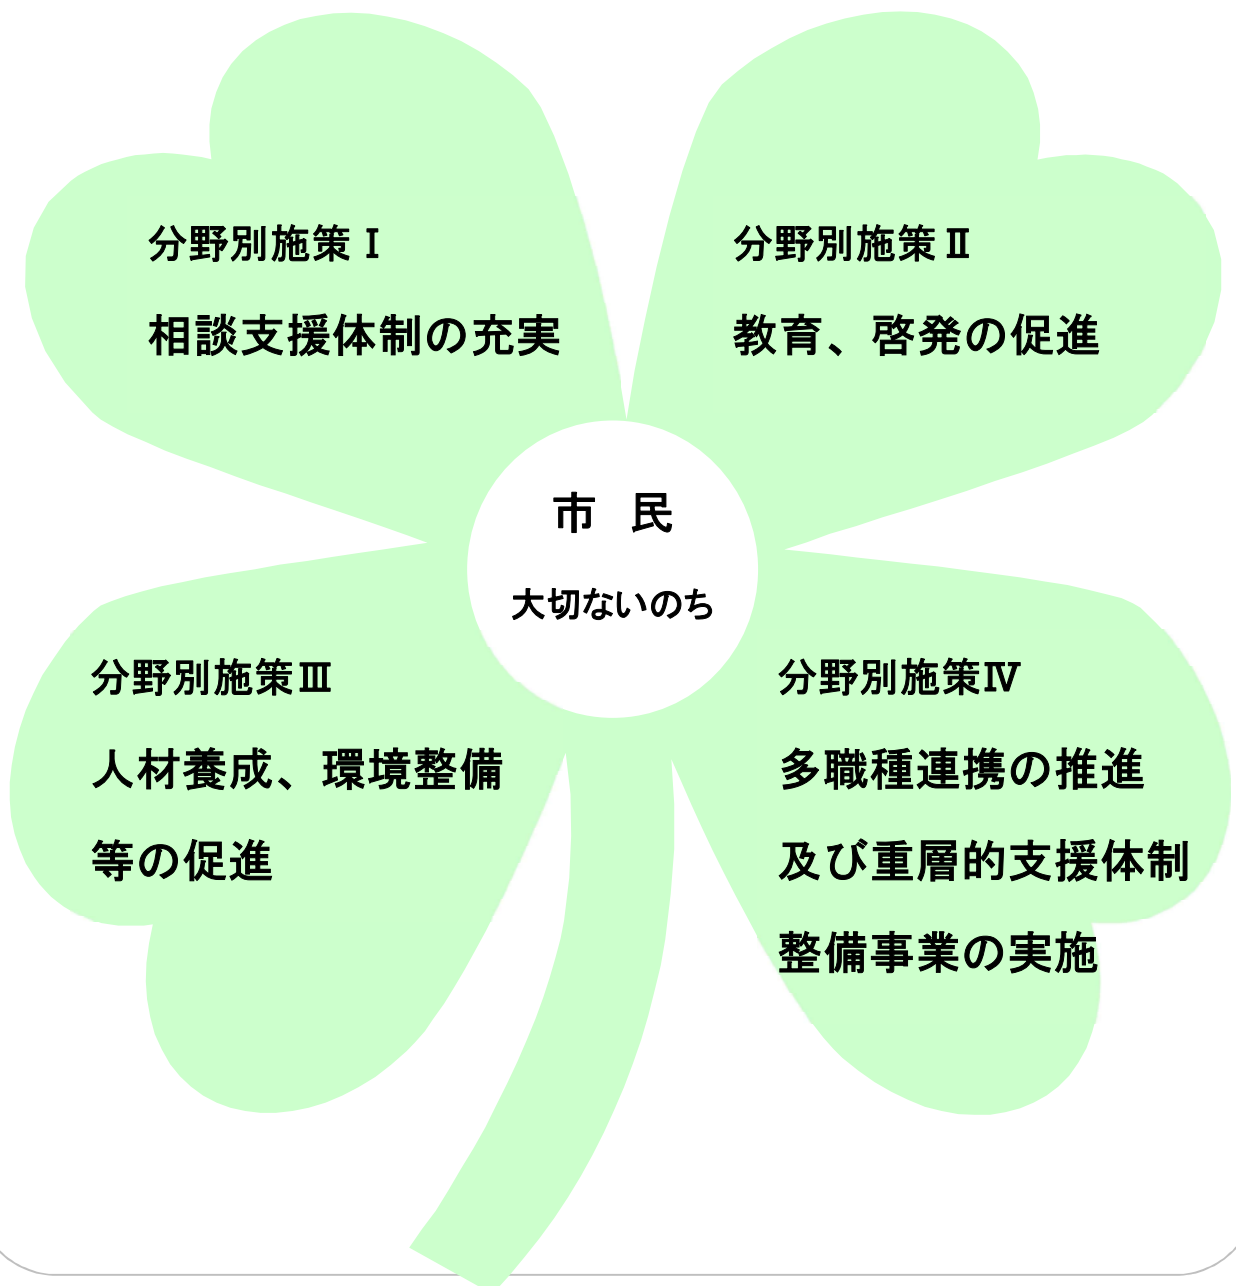 分野別施策Ⅰ
相談支援体制の充実
分野別施策Ⅱ
教育、啓発の促進
市　民
大切ないのち
分野別施策Ⅲ
人材養成、環境整備
等の促進
分野別施策Ⅳ
多職種連携の推進
及び重層的支援体制
整備事業の実施